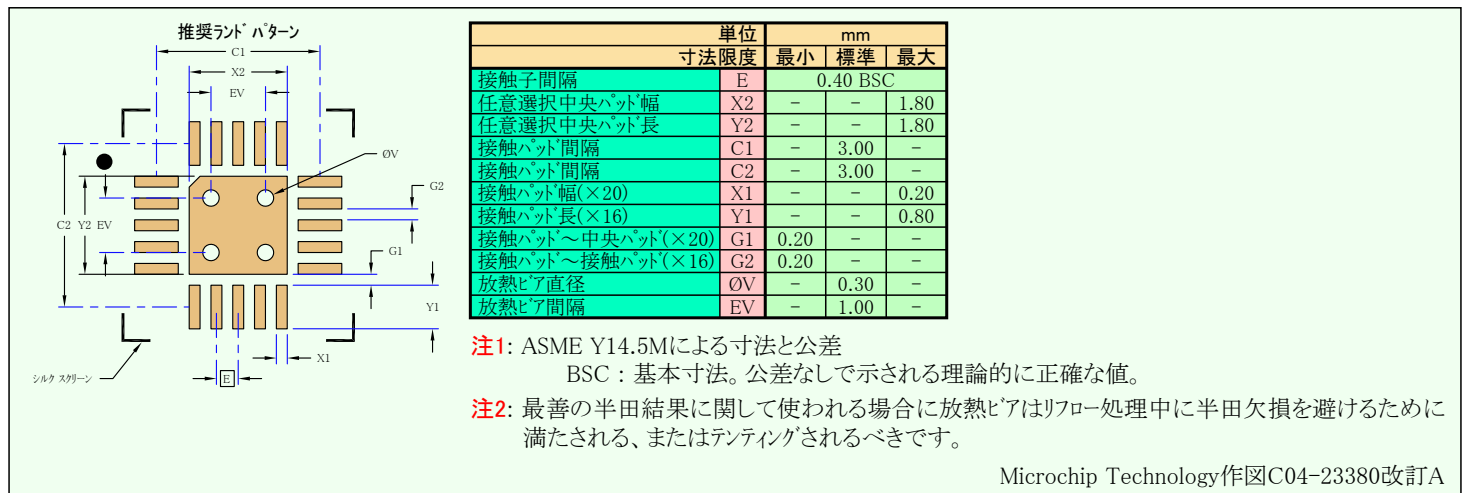 推奨ランドパターン
C1
X2
EV
ØV
G2
C2 Y2 EV
G1
Y1
X1
E
シルク スクリーン
単位 mm
寸法限度 最小 標準 最大
接触子間隔 E 0.40 BSC
任意選択中央パッド幅 X2 - - 1.80
任意選択中央パッド長 Y2 - - 1.80
接触パッド間隔 C1 - 3.00 -
接触パッド間隔 C2 - 3.00 -
接触パッド幅(×20) X1 - - 0.20
接触パッド長(×16) Y1 - - 0.80
接触パッド～中央パッド(×20) G1 0.20 - -
接触パッド～接触パッド(×16) G2 0.20 - -
放熱ビア直径 ØV - 0.30 -
放熱ビア間隔 EV - 1.00 -
注1: ASME Y14.5Mによる寸法と公差
BSC : 基本寸法。公差なしで示される理論的に正確な値。
注2: 最善の半田結果に関して使われる場合に放熱ビアはリフロー処理中に半田欠損を避けるために
満たされる、またはテンティングされるべきです。
Microchip Technology作図C04-23380改訂A